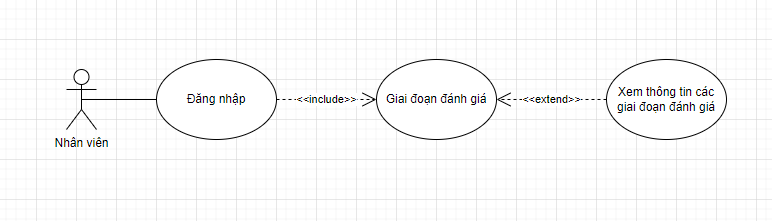 Đăng nhập
<<include>>
Giai đoạn đánh giá
<<extend>>
Xem thông tin các
giai đoạn đánh giá
Nhân viên